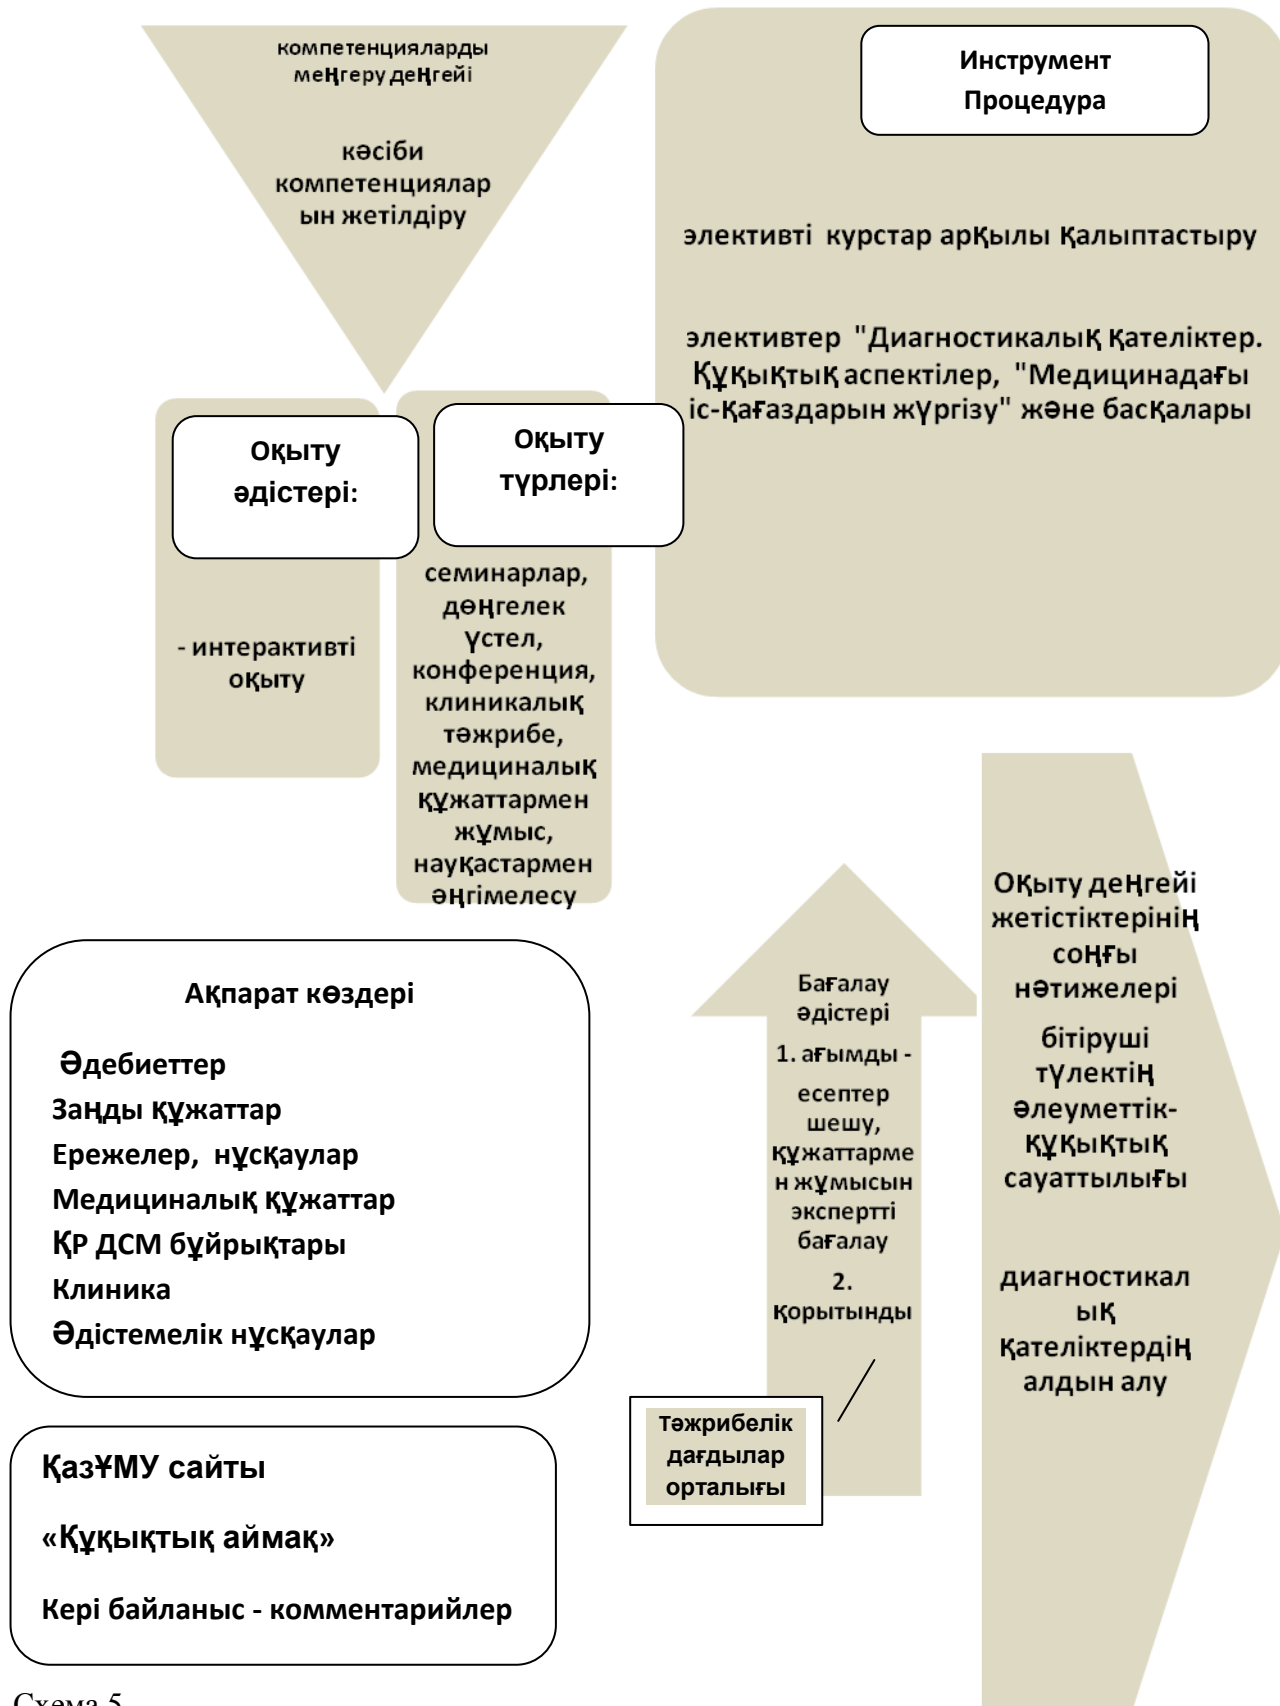 компетенцияларды
меңгеру деңгейі
кәсіби
компетенциялар
ын жетілдіру
Инструмент
Процедура
элективті курстар арқылы қалыптастыру
элективтер "Диагностикалық қателіктер.
Құқықтық аспектілер, "Медицинадағы
іс-қағаздарын жүргізу" және басқалары
Оқыту
әдістері:
- интерактивті
оқыту
Оқыту
түрлері:
семинарлар,
дөңгелек
үстел,
конференция,
клиникалық
тәжрибе,
медициналық
құжаттармен
жұмыс,
науқастармен
әңгімелесу
Ақпарат көздері
Әдебиеттер
Заңды құжаттар
Ережелер, нұсқаулар
Медициналық құжаттар
ҚР ДСМ бұйрықтары
Клиника
Әдістемелік нұсқаулар
ҚазҰМУ сайты
«Құқықтық аймақ»
Кері байланыс - комментарийлер
Бағалау
әдістері
1. ағымды -
есептер
шешу,
құжаттарме
н жұмысын
экспертті
бағалау
2.
қорытынды
Тәжрибелік
дағдылар
орталығы
Оқыту деңгейі
жетістіктерінің
соңғы
нәтижелері
бітіруші
түлектің
әлеуметтік-
құқықтық
сауаттылығы
диагностикал
ық
қателіктердің
алдын алу
Схема 5